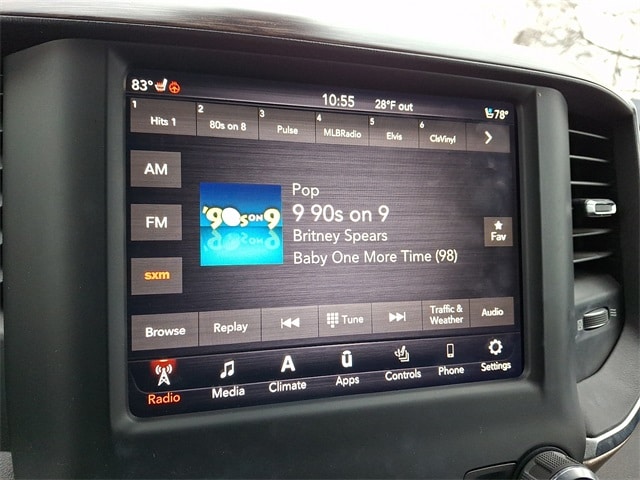 83°
10:55
28°F out
78°
1 Hits 1
2 80s on 8
3 Pulse
4 MLBRadio
5 Elvis
6 ClsVinyl
AM
FM
sxm
'90s ON 9
Pop
9 90s on 9
Britney Spears
Baby One More Time (98)
Fav
Browse
Replay
Tune
Traffic &
Weather
Audio
Radio
Media
A
Climate
Apps
Controls
Phone
Settings